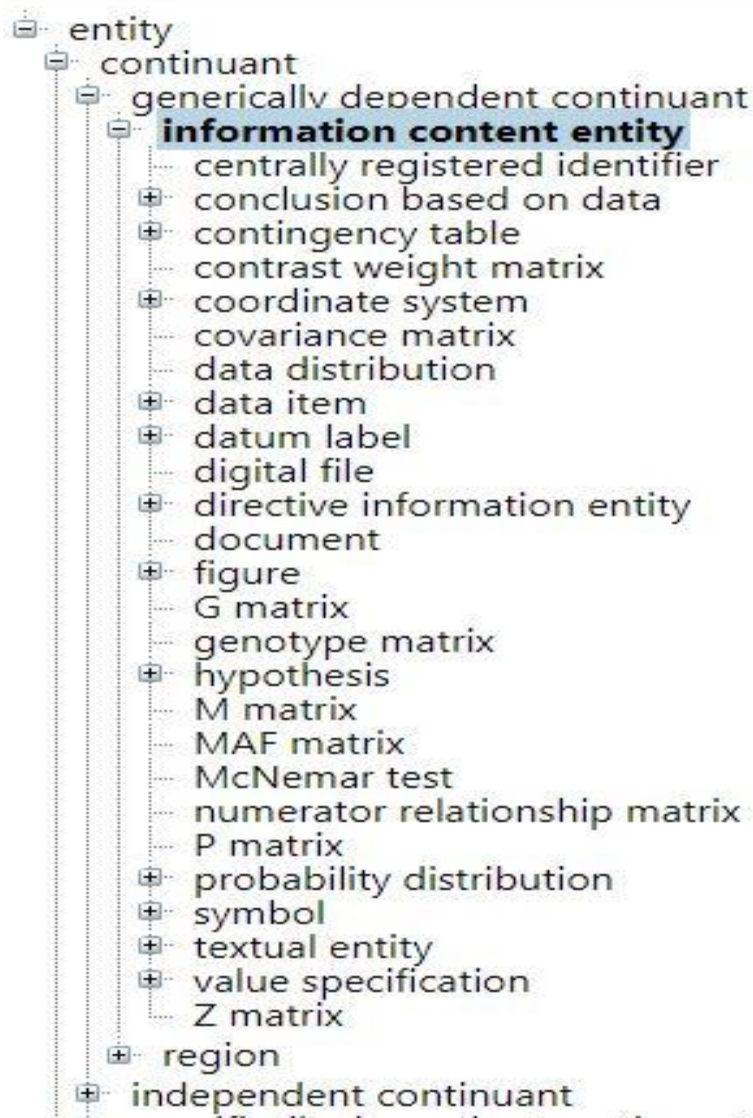 entity
continuant
generically dependent continuant
information content entity
centrally registered identifier
conclusion based on data
contingency table
contrast weight matrix
coordinate system
covariance matrix
data distribution
data item
datum label
digital file
directive information entity
document
figure
G matrix
genotype matrix
hypothesis
M matrix
MAF matrix
McNemar test
numerator relationship matrix
P matrix
probability distribution
symbol
textual entity
value specification
Z matrix
region
independent continuant